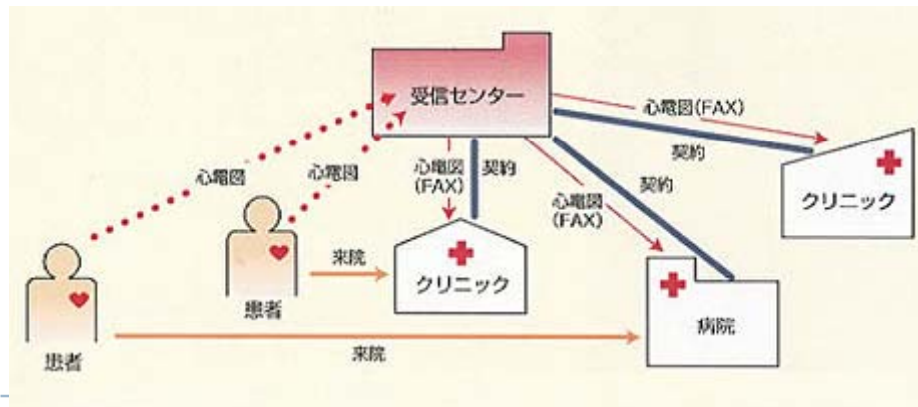 受信センター
心電図(FAX)
契約
クリニック
心電図
心電図
心電図
(FAX)
契約
心電図
(FAX)
契約
患者
来院
クリニック
病院
患者
来院